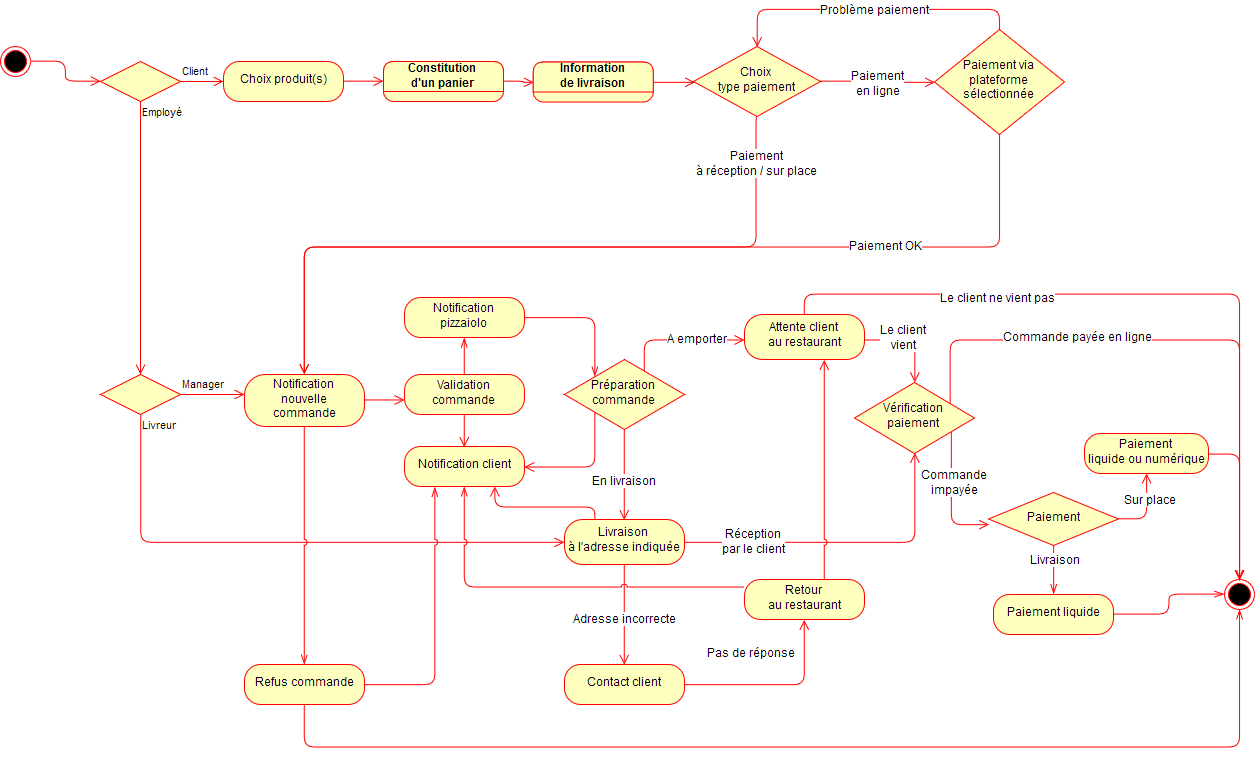 Problème paiement
Client
Choix produit(s)
Constitution
d'un panier
Information
de livraison
Choix
type paiement
Paiement
en ligne
Paiement via
plateforme
sélectionnée
Employé
Paiement
à réception / sur place
Paiement OK
Notification
pizzaiolo
Le client ne vient pas
Attente client
au restaurant
A emporter
Le client
vient
Commande payée en ligne
Manager
Livreur
Notification
nouvelle
commande
Validation
commande
Préparation
commande
Vérification
paiement
Notification client
En livraison
Commande
impayée
Paiement
liquide ou numérique
Sur place
Paiement
Livraison
à l'adresse indiquée
Réception
par le client
Livraison
Retour
au restaurant
Paiement liquide
Adresse incorrecte
Pas de réponse
Refus commande
Contact client